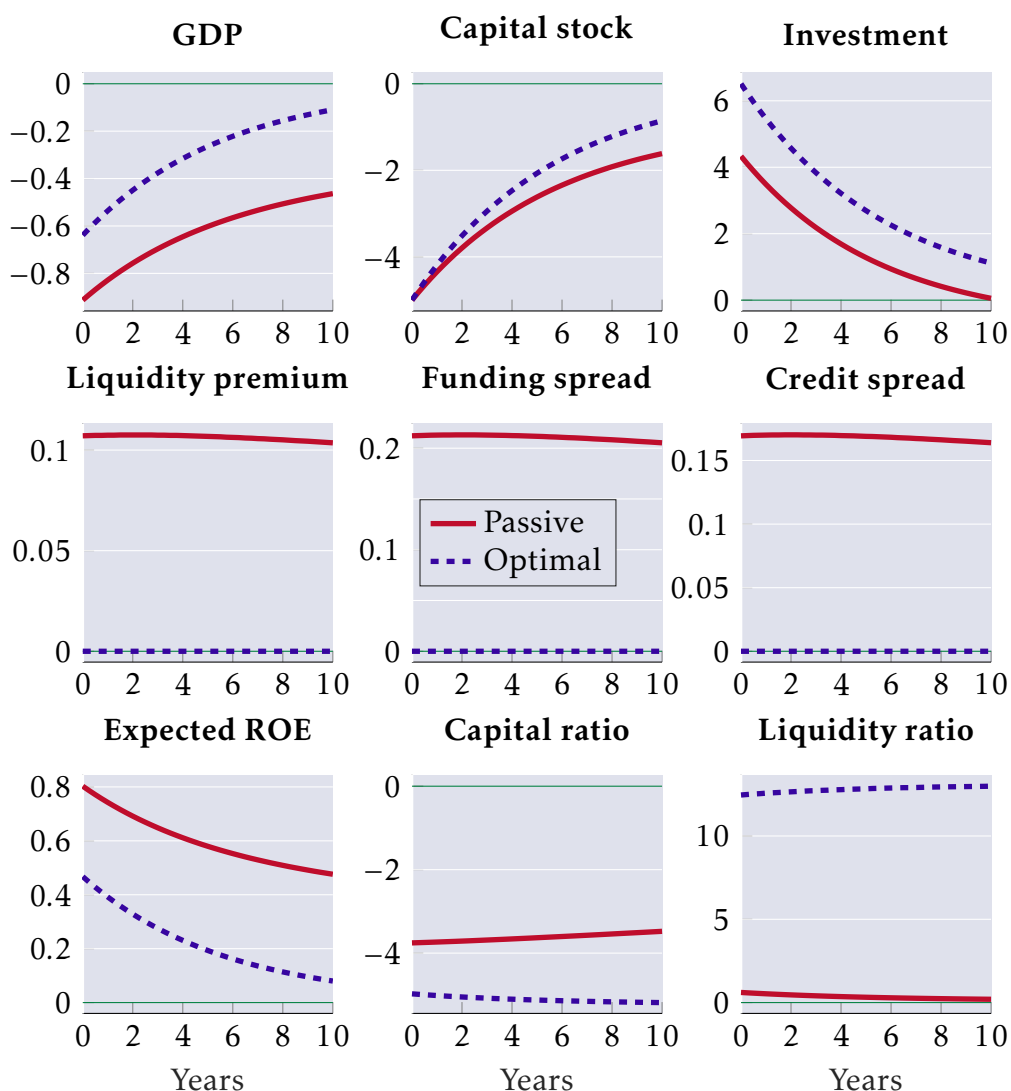 GDP Capital stock Investment
0 0 6
−0.2
−0.4 −2 4
−0.6 2
−0.8 −4
0
0 2 4 6 8 10 0 2 4 6 8 10 0 2 4 6 8 10
Liquidity premium Funding spread Credit spread
0.1 0.2 0.15
Passive 0.1
0.05 0.1 Optimal 0.05
0 0
0 2 4 6 8 10 0 2 4 6 8 10 0 2 4 6 8 10
Expected ROE Capital ratio Liquidity ratio
0.8 0
0.6 −2 10
0.4
0.2 −4 5
0 0
0 2 4 6 8 10 0 2 4 6 8 10 0 2 4 6 8 10
Years Years Years